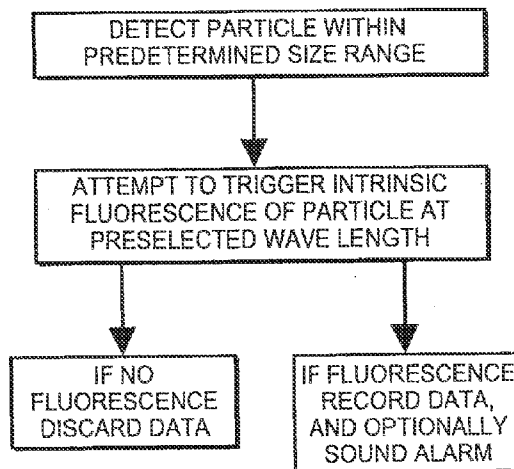 DETECT PARTICLE WITHIN
PREDETERMINED SIZE RANGE
ATTEMPT TO TRIGGER INTRINSIC
FLUORESCENCE OF PARTICLE AT
PRESELECTED WAVE LENGTH
IF NO
FLUORESCENCE
DISCARD DATA
IF FLUORESCENCE
RECORD DATA,
AND OPTIONALLY
SOUND ALARM